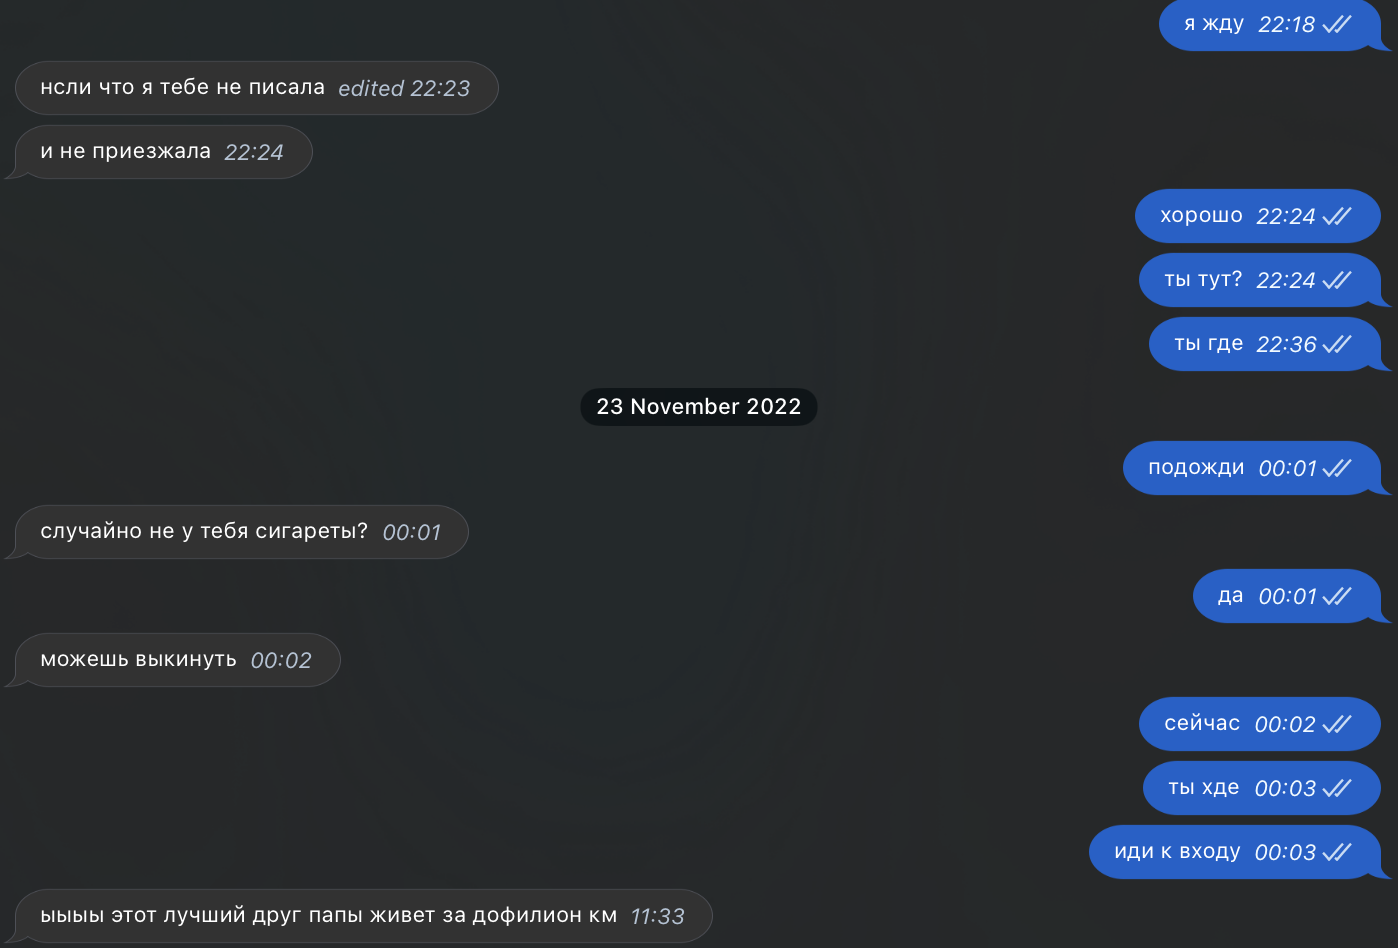 я жду 22:18
нсли что я тебе не писала edited 22:23
и не приезжала 22:24
хорошо 22:24
ты тут? 22:24
ты где 22:36
23 November 2022
подожди 00:01
случайно не у тебя сигареты? 00:01
да 00:01
можешь выкинуть 00:02
сейчас 00:02
ты хде 00:03
иди к входу 00:03
ыыыы этот лучший друг папы живет за дофилион км 11:33